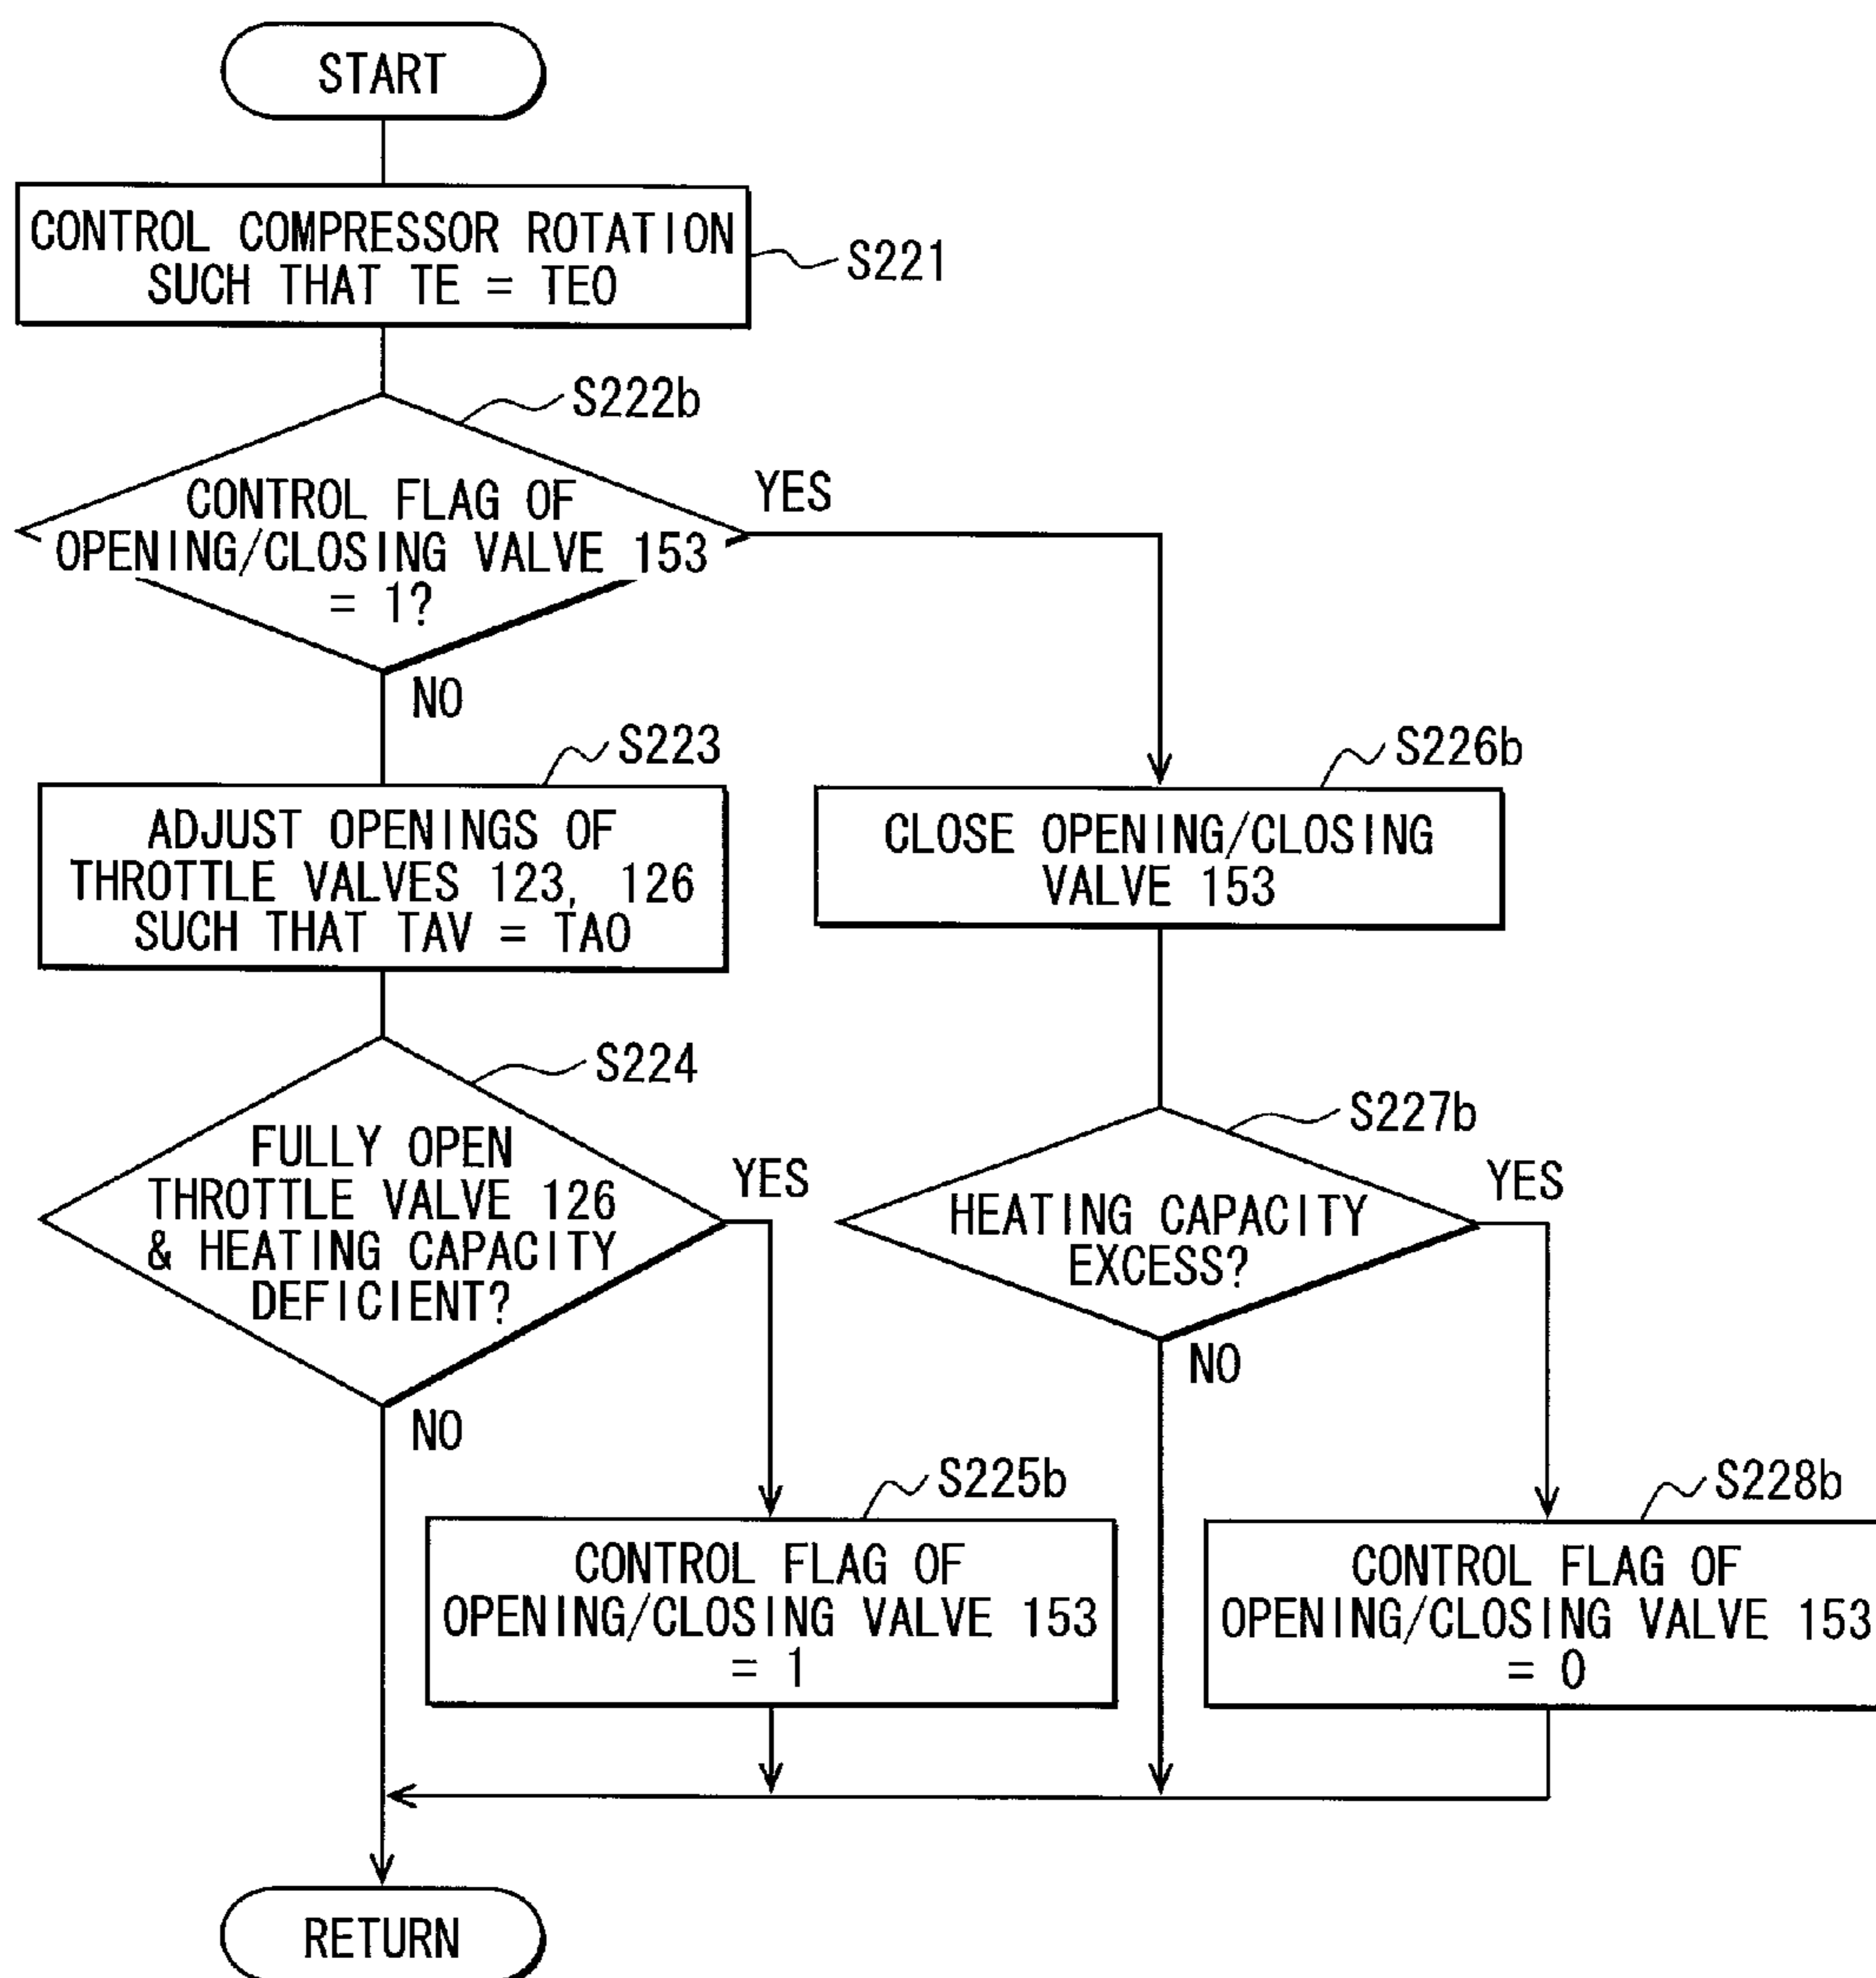 START
CONTROL COMPRESSOR ROTATION
SUCH THAT TE = TEO
S221
S222b
CONTROL FLAG OF
OPENING/CLOSING VALVE 153
= 1?
YES
NO
S223
ADJUST OPENINGS OF
THROTTLE VALVES 123, 126
SUCH THAT TAV = TAO
S226b
CLOSE OPENING/CLOSING
VALVE 153
S224
FULLY OPEN
THROTTLE VALVE 126
& HEATING CAPACITY
DEFICIENT?
YES
NO
S227b
HEATING CAPACITY
EXCESS?
YES
NO
S225b
CONTROL FLAG OF
OPENING/CLOSING VALVE 153
= 1
S228b
CONTROL FLAG OF
OPENING/CLOSING VALVE 153
= 0
RETURN